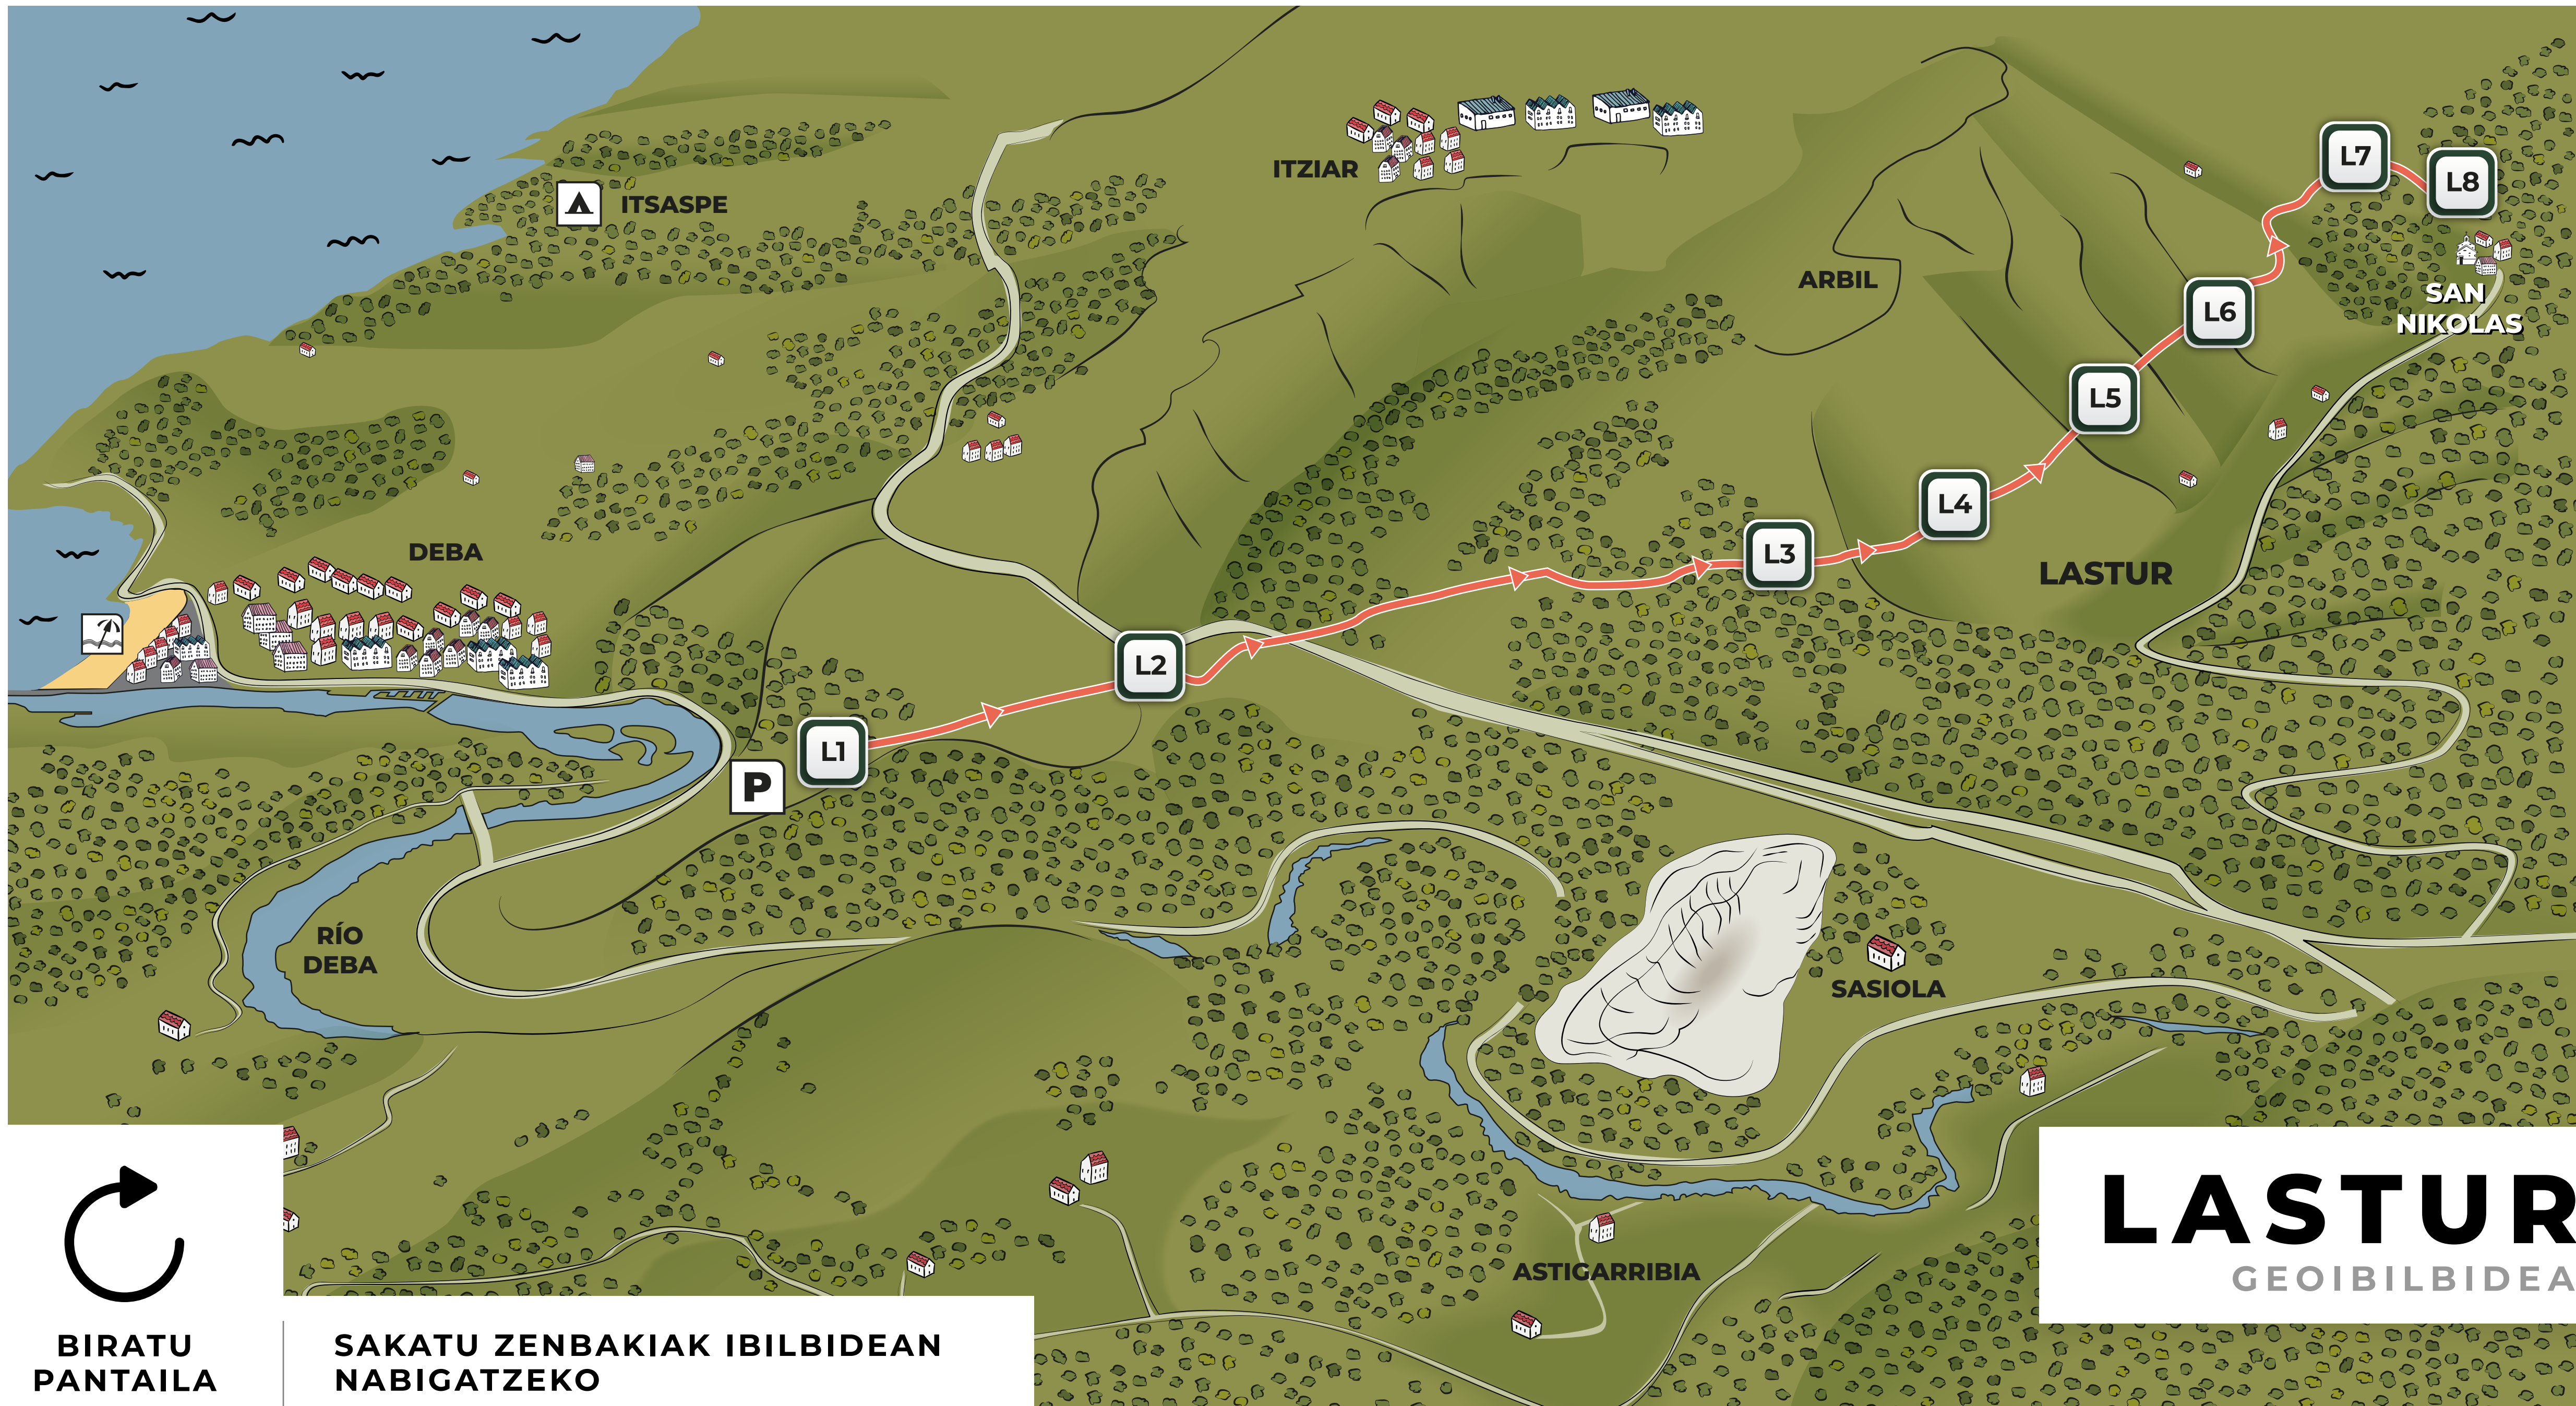 ITSASPE
ITZIAR
L7
L8
ARBIL
L6
SAN
NIKOLAS
L5
L4
DEBA
L3
LASTUR
L2
L1
P
RÍO
DEBA
SASIOLA
ASTIGARRIBIA
LASTUR
GEOIBILBIDEA
BIRATU
PANTAILA
SAKATU ZENBAKIAK IBILBIDEAN
NABIGATZEKO